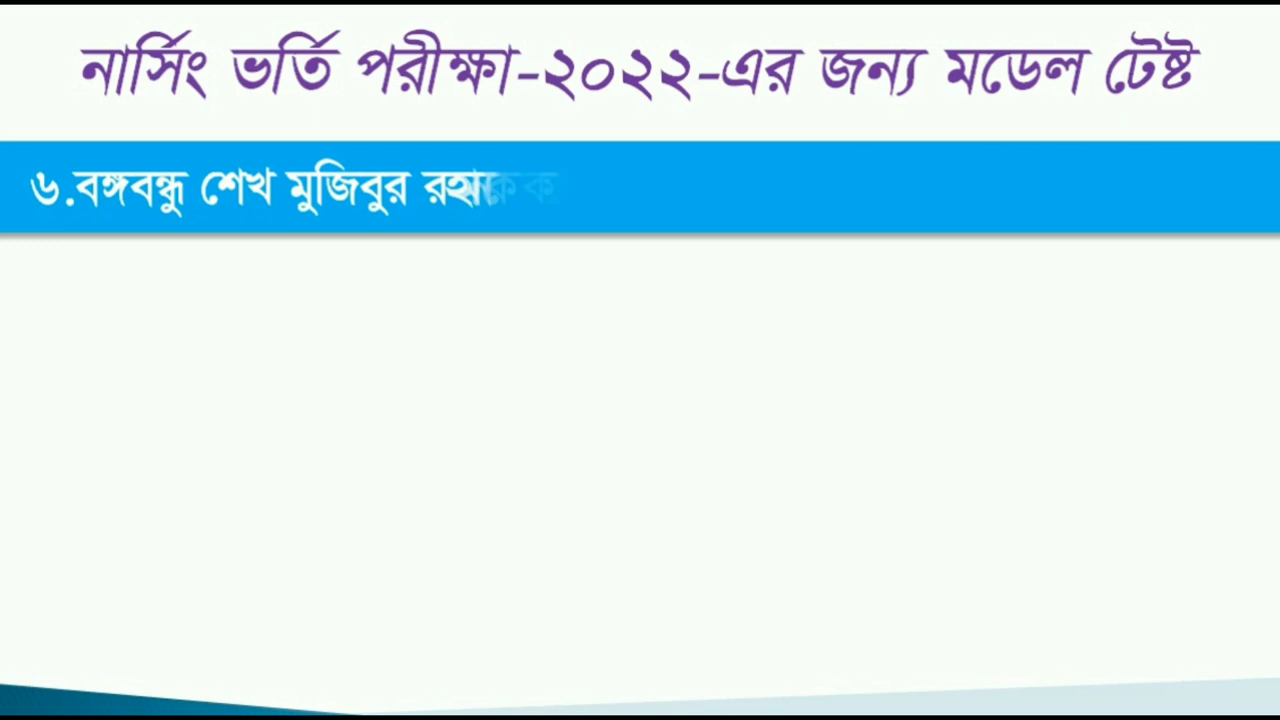 নার্সিং ভর্তি পরীক্ষা-২০২২-এর জন্য মডেল টেষ্ট
৬.বঙ্গবন্ধু শেখ মুজিবুর